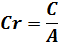 Cr = C/A